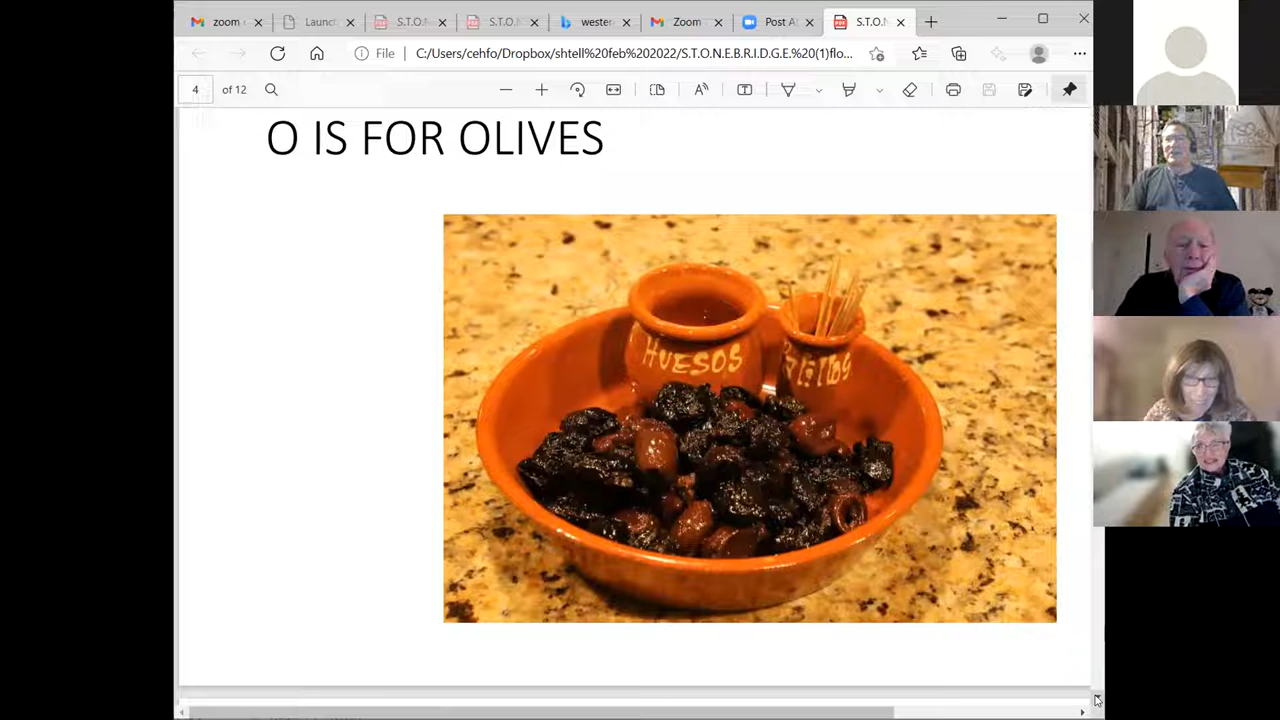 zoom
Launc
S.T.O.N
S.T.O.N
wester
Zoom
Post A
S.T.O.N
File
C:/Users/cehfo/Dropbox/shtell%20feb%202022/S.T.O.N.E.B.R.I.D.G.E.%20(1)flo...
4 of 12
O IS FOR OLIVES
HUESOS
Palillos